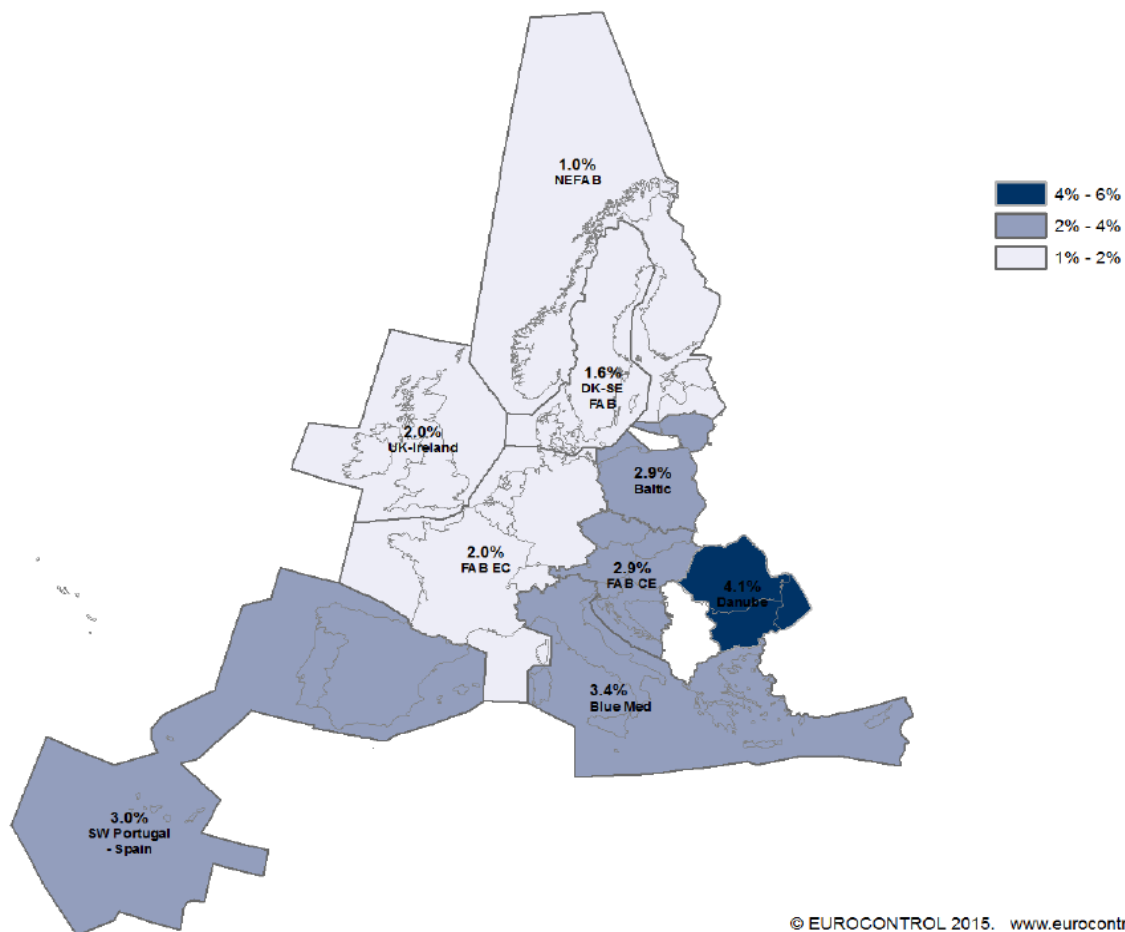 1.0%
NEFAB
4% - 6%
2% - 4%
1% - 2%
1.6%
DK-SE
FAB
2.0%
UK-Ireland
2.9%
Baltic
2.0%
FAB EC
2.9%
FAB CE
4.1%
Danube
3.4%
Blue Med
3.0%
SW Portugal
- Spain
© EUROCONTROL 2015. www.eurocontr